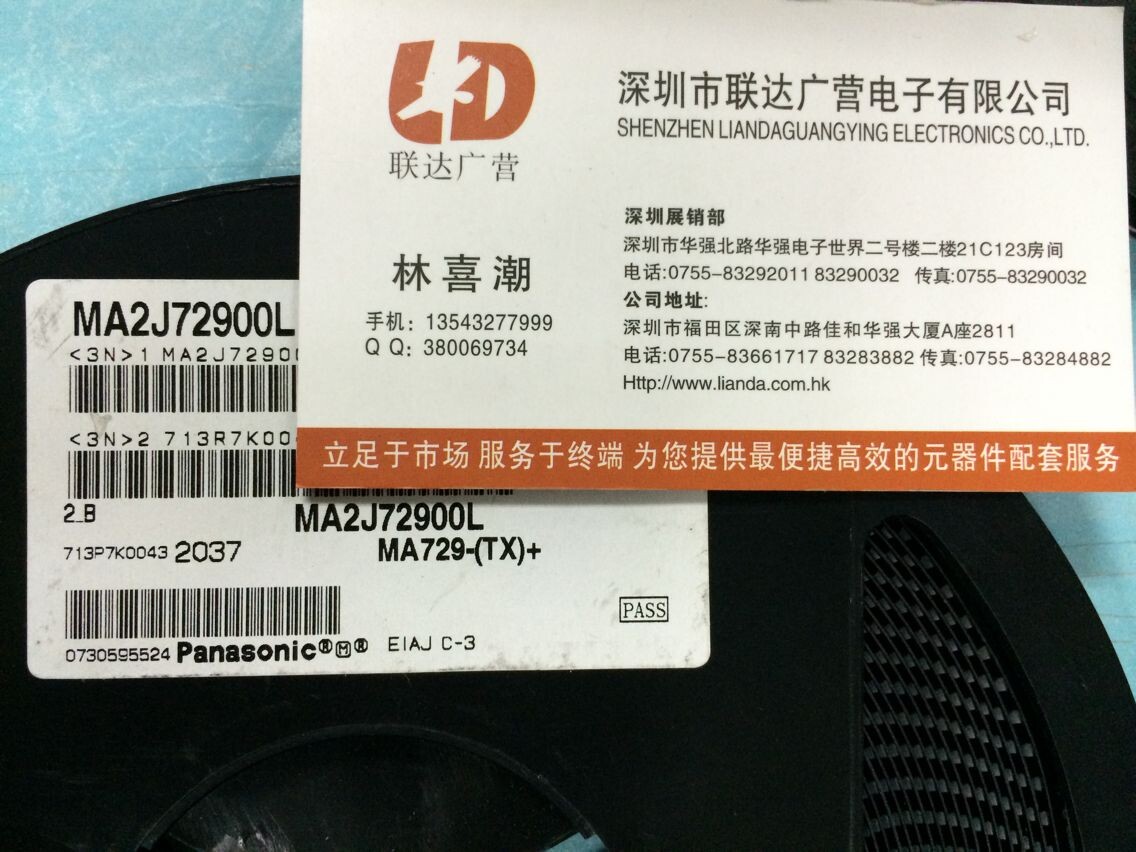 LD
联达广营
深圳市联达广营电子有限公司
SHENZHEN LIANDAGUANGYING ELECTRONICS CO.,LTD.
林喜潮
手机：13543277999
Q Q：380069734
深圳展销部
深圳市华强北路华强电子世界二号楼二楼21C123房间
电话:0755-83292011 83290032 传真:0755-83290032
公司地址:
深圳市福田区深南中路佳和华强大厦A座2811
电话:0755-83661717 83283882 传真:0755-83284882
Http://www.lianda.com.hk
立足于市场 服务于终端 为您提供最便捷高效的元器件配套服务
MA2J72900L
<3N>1 MA2J7290
<3N>2 713R7K00
2_B
MA2J72900L
713P7K0043 2037
MA729-(TX)+
PASS
0730595524 Panasonic®Ⓜ® EIAJ C-3